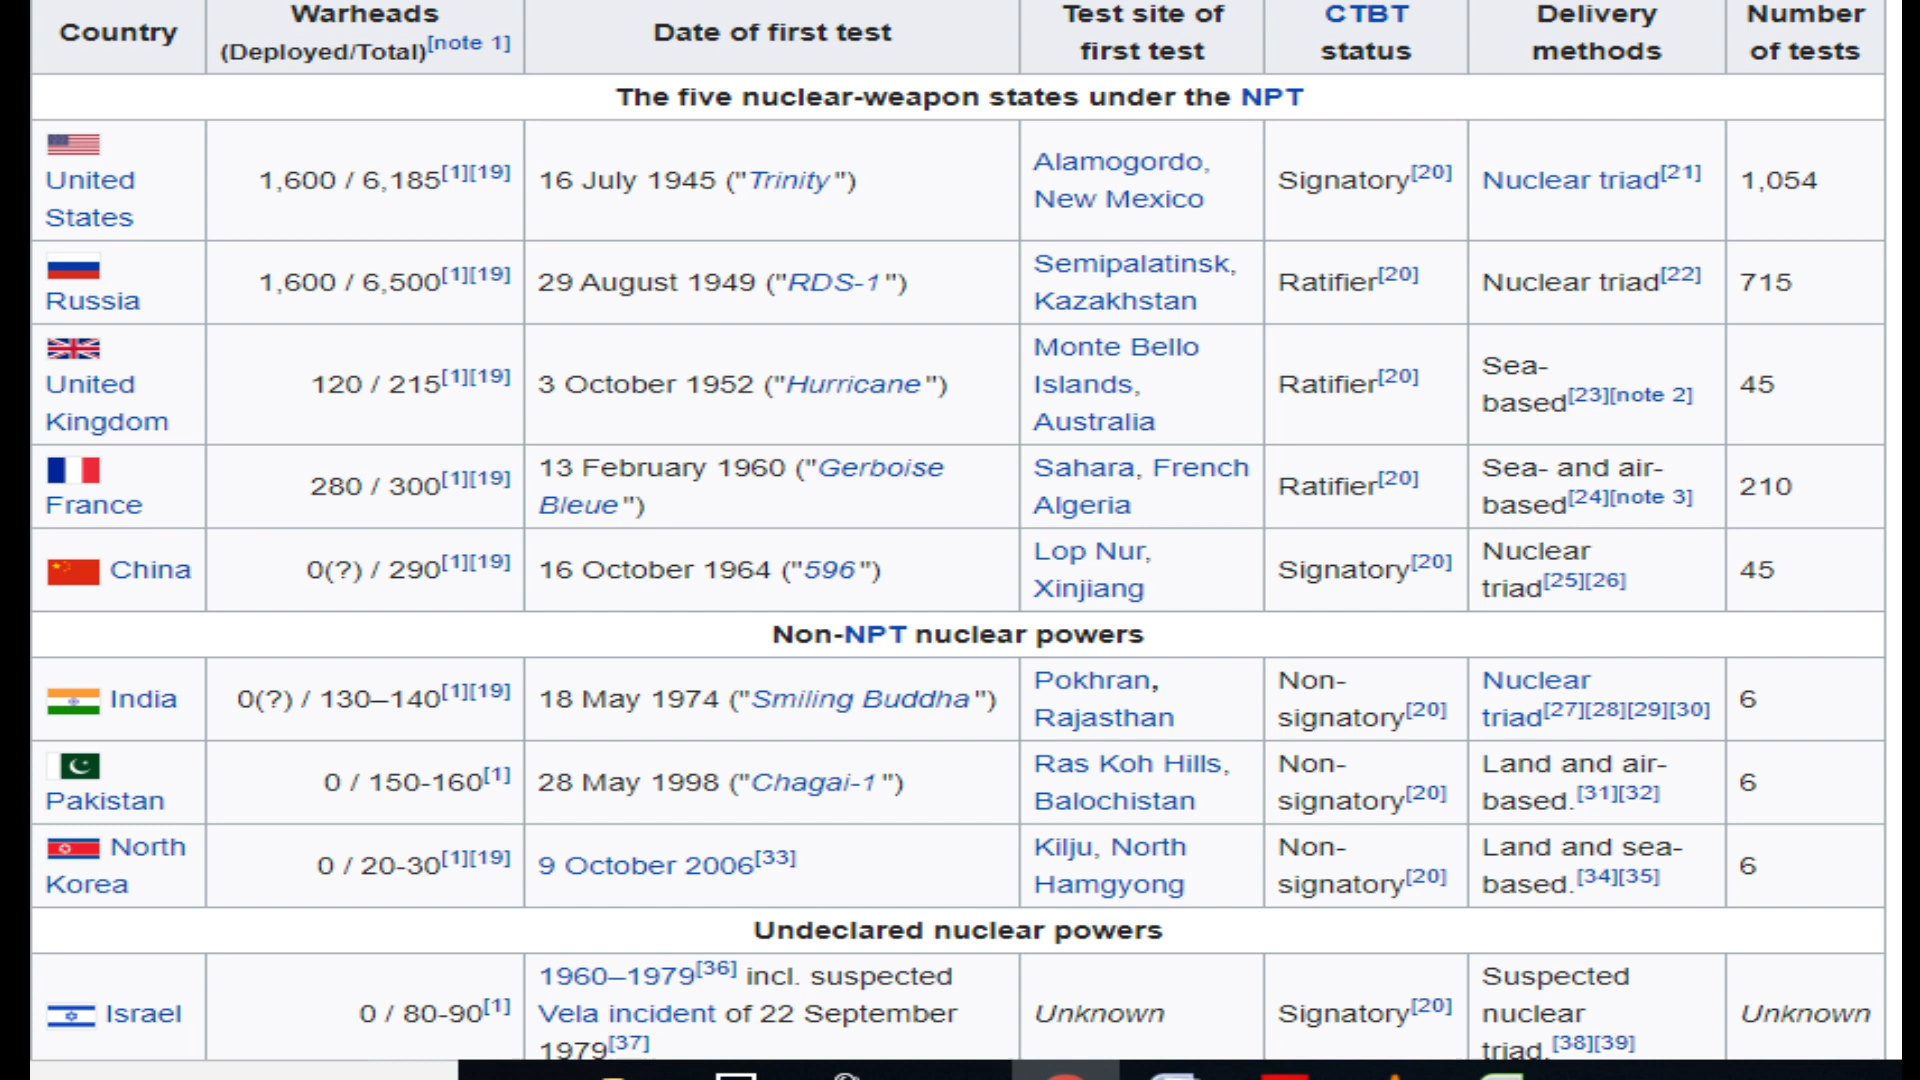 Country
Warheads
(Deployed/Total)[note 1]
Date of first test
Test site of
first test
CTBT
status
Delivery
methods
Number
of tests
The five nuclear-weapon states under the NPT
United
States
1,600 / 6,185[1][19]
16 July 1945 ("Trinity")
Alamogordo,
New Mexico
Signatory[20]
Nuclear triad[21]
1,054
Russia
1,600 / 6,500[1][19]
29 August 1949 ("RDS-1")
Semipalatinsk,
Kazakhstan
Ratifier[20]
Nuclear triad[22]
715
United
Kingdom
120 / 215[1][19]
3 October 1952 ("Hurricane")
Monte Bello
Islands,
Australia
Ratifier[20]
Sea-
based[23][note 2]
45
France
280 / 300[1][19]
13 February 1960 ("Gerboise
Bleue")
Sahara, French
Algeria
Ratifier[20]
Sea- and air-
based[24][note 3]
210
China
0(?) / 290[1][19]
16 October 1964 ("596")
Lop Nur,
Xinjiang
Signatory[20]
Nuclear
triad[25][26]
45
Non-NPT nuclear powers
India
0(?) / 130–140[1][19]
18 May 1974 ("Smiling Buddha")
Pokhran,
Rajasthan
Non-
signatory[20]
Nuclear
triad[27][28][29][30]
6
Pakistan
0 / 150-160[1]
28 May 1998 ("Chagai-1")
Ras Koh Hills,
Balochistan
Non-
signatory[20]
Land and air-
based.[31][32]
6
North
Korea
0 / 20-30[1][19]
9 October 2006[33]
Kilju, North
Hamgyong
Non-
signatory[20]
Land and sea-
based.[34][35]
6
Undeclared nuclear powers
Israel
0 / 80-90[1]
1960–1979[36] incl. suspected
Vela incident of 22 September
1979[37]
Unknown
Signatory[20]
Suspected
nuclear
triad.[38][39]
Unknown